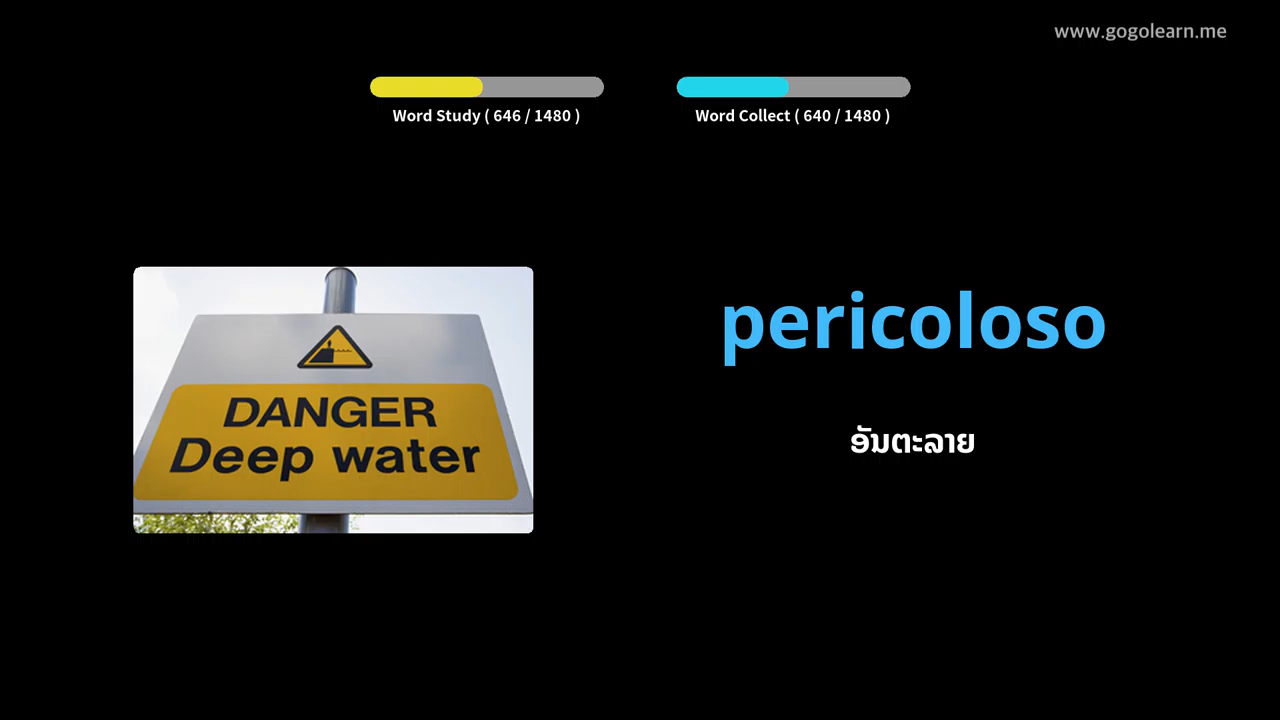 www.gogolearn.me
Word Study ( 646 / 1480 )
Word Collect ( 640 / 1480 )
DANGER
Deep water
pericoloso
ອັນຕະລາຍ